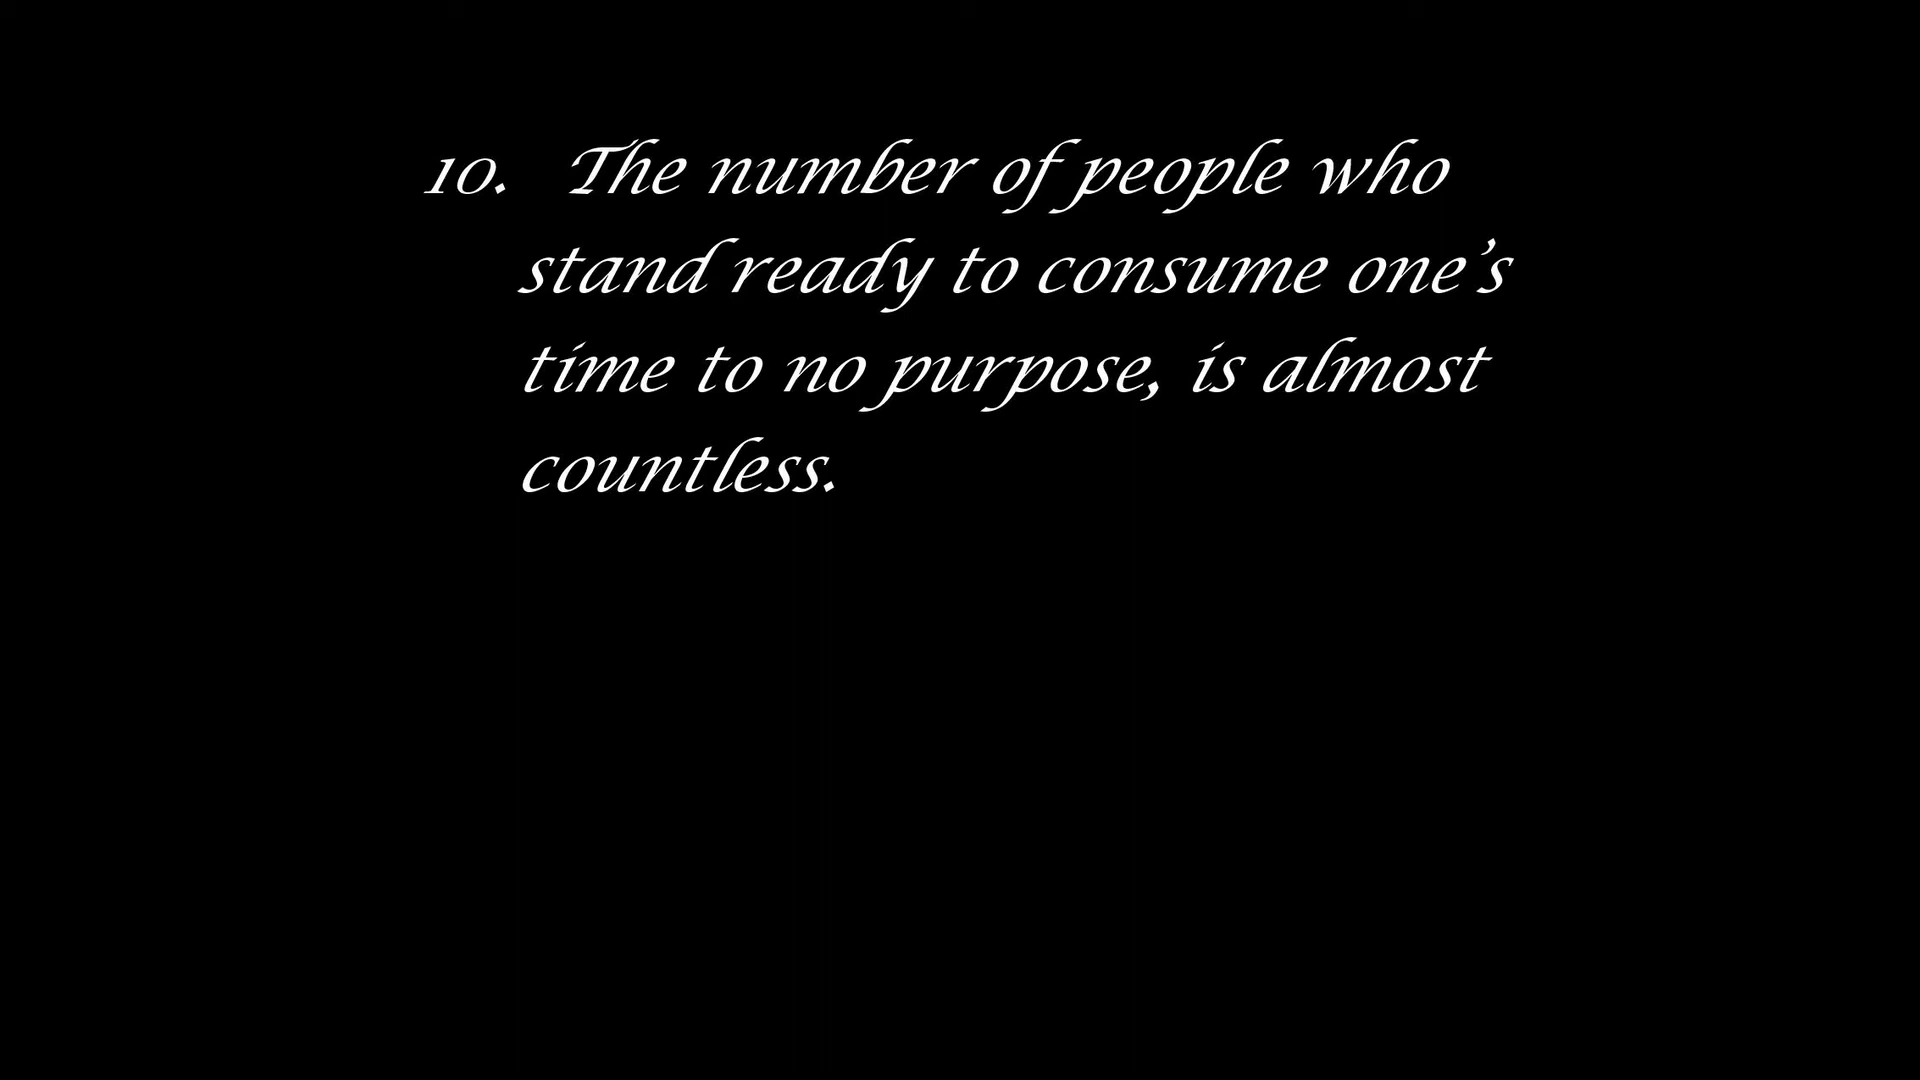 10. The number of people who
stand ready to consume one’s
time to no purpose, is almost
countless.